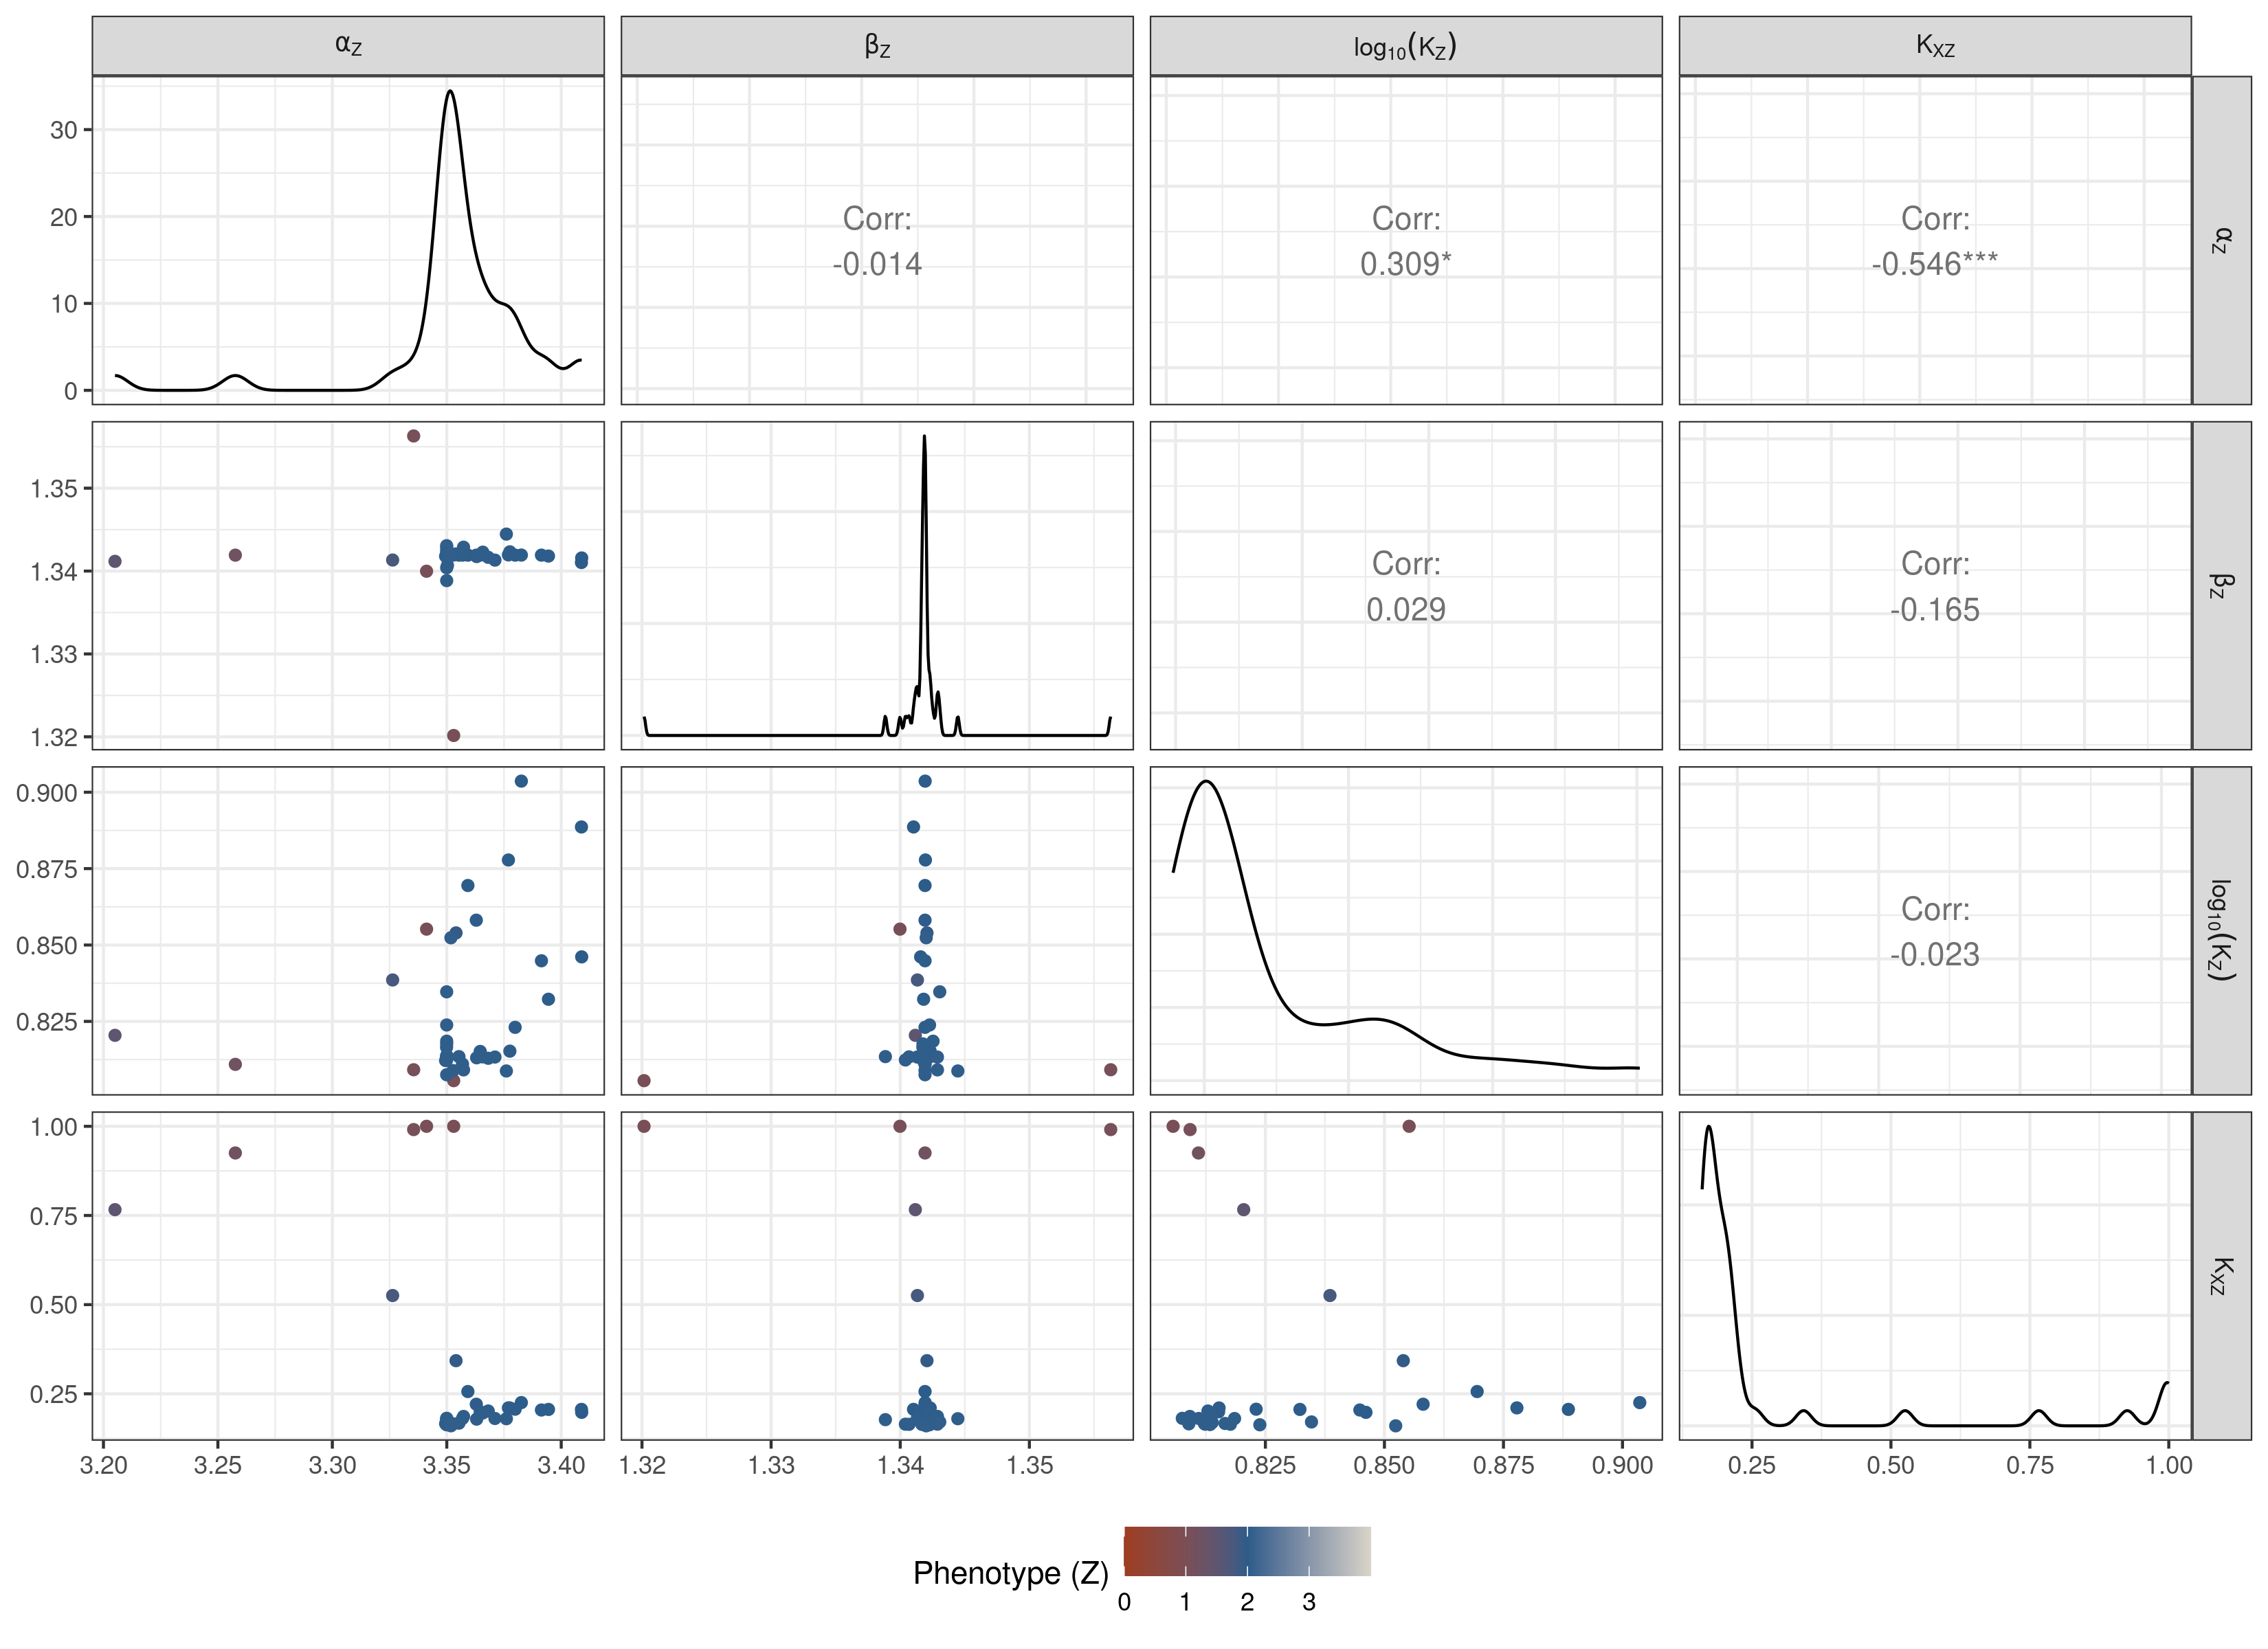 αZ βZ log10(KZ) KXZ
30
20
10
0
Corr:
-0.014
Corr:
0.309*
Corr:
-0.546***
αZ
1.35
1.34
1.33
1.32
Corr:
0.029
Corr:
-0.165
βZ
0.900
0.875
0.850
0.825
Corr:
-0.023
log10(KZ)
1.00
0.75
0.50
0.25
KXZ
3.20 3.25 3.30 3.35 3.40 1.32 1.33 1.34 1.35 0.825 0.850 0.875 0.900 0.25 0.50 0.75 1.00
Phenotype (Z)
0 1 2 3